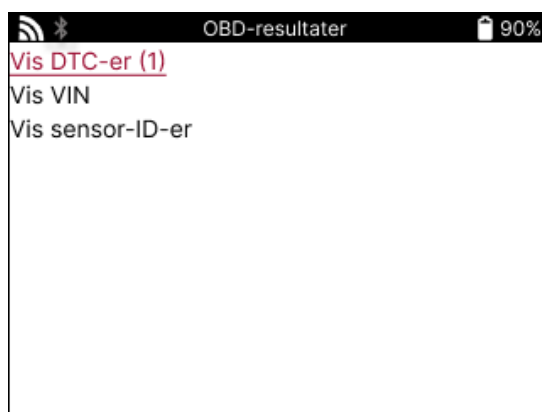 OBD-resultater 90%
Vis DTC-er (1)
Vis VIN
Vis sensor-ID-er